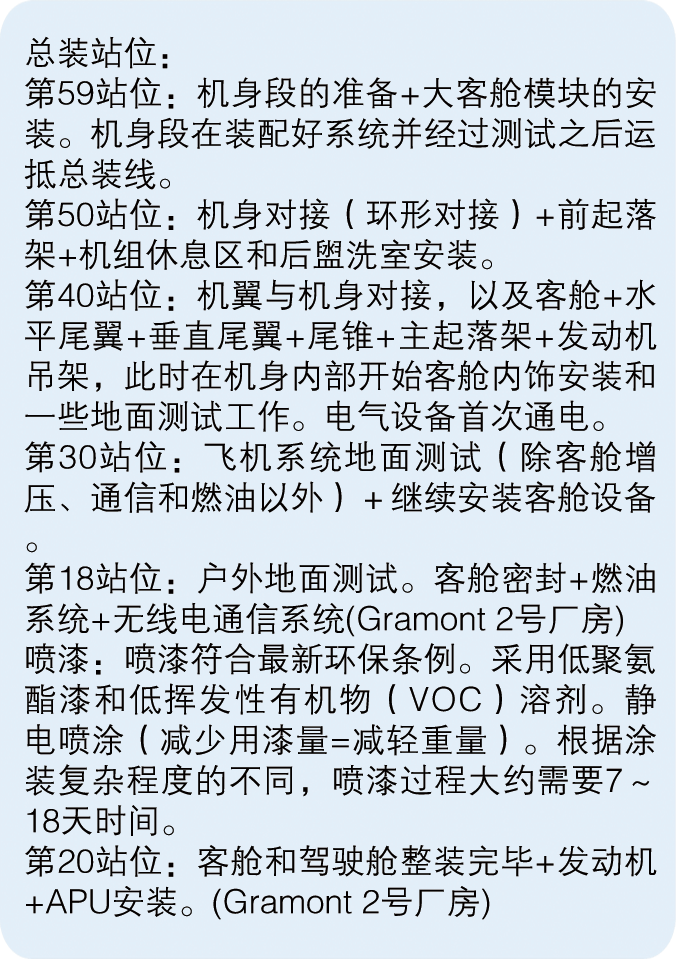 总装站位：
第59站位：机身段的准备+大客舱模块的安
装。机身段在装配好系统并经过测试之后运
抵总装线。
第50站位：机身对接（环形对接）+前起落
架+机组休息区和后盥洗室安装。
第40站位：机翼与机身对接，以及客舱+水
平尾翼+垂直尾翼+尾锥+主起落架+发动机
吊架，此时在机身内部开始客舱内饰安装和
一些地面测试工作。电气设备首次通电。
第30站位：飞机系统地面测试（除客舱增
压、通信和燃油以外）＋继续安装客舱设备
。
第18站位：户外地面测试。客舱密封+燃油
系统+无线电通信系统(Gramont 2号厂房)
喷漆：喷漆符合最新环保条例。采用低聚氨
酯漆和低挥发性有机物（VOC）溶剂。静
电喷涂（减少用漆量=减轻重量）。根据涂
装复杂程度的不同，喷漆过程大约需要7～
18天时间。
第20站位：客舱和驾驶舱整装完毕+发动机
+APU安装。(Gramont 2号厂房)